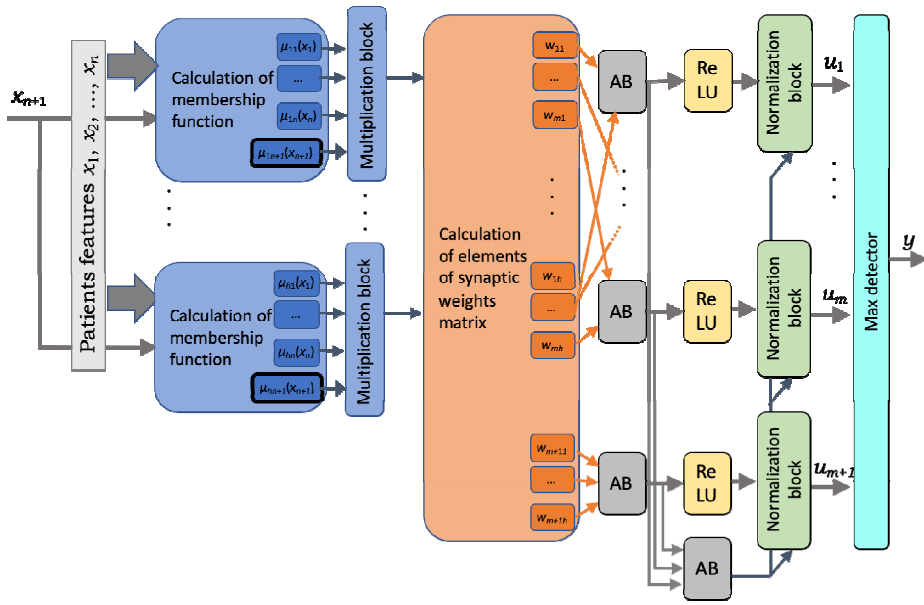 x_{n+1}
Patients features x_1, x_2, ..., x_n
Calculation of
membership
function
μ_{11}(x_1)
...
μ_{1n}(x_n)
μ_{1n+1}(x_{n+1})
Multiplication block
Calculation of
membership
function
μ_{h1}(x_1)
...
μ_{hn}(x_n)
μ_{hn+1}(x_{n+1})
Multiplication block
Calculation
of elements
of synaptic
weights
matrix
w_{11}
...
w_{m1}
w_{1h}
...
w_{mh}
w_{m+11}
...
w_{m+1h}
AB
AB
AB
AB
Re
LU
Re
LU
Re
LU
Normalization
block
Normalization
block
Normalization
block
u_1
u_m
u_{m+1}
Max detector
y